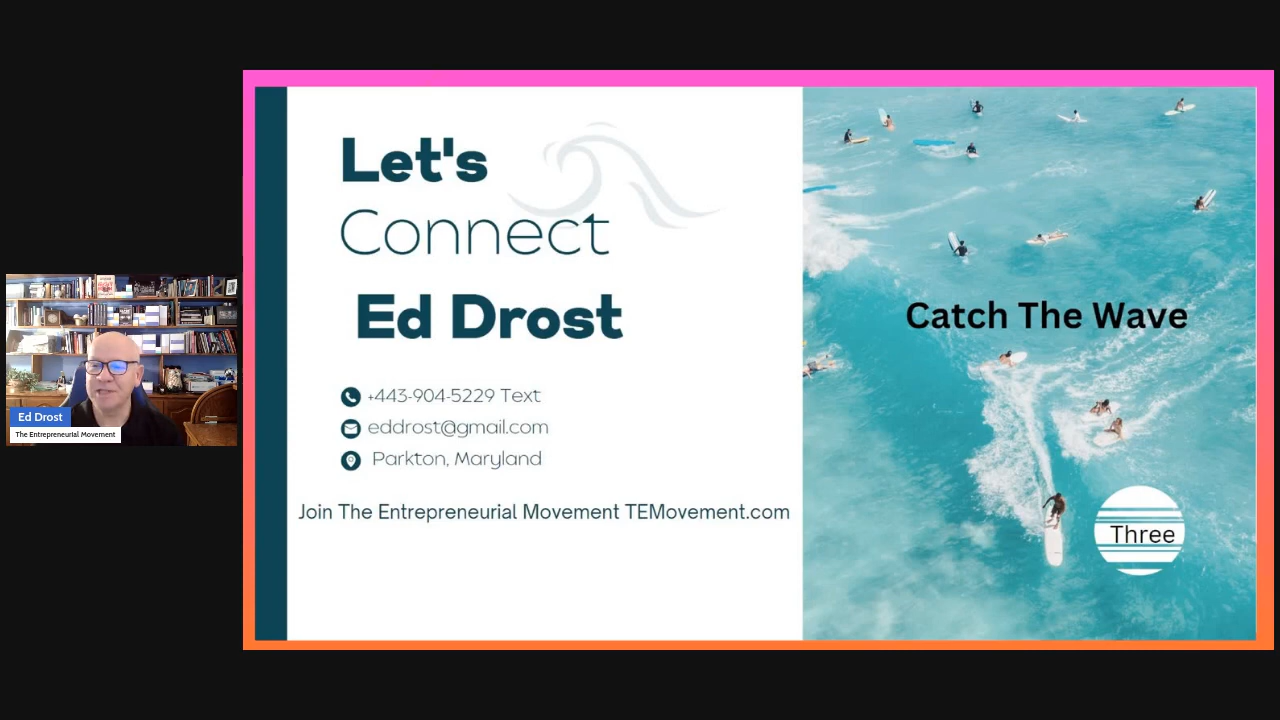 Let's
Connect
Ed Drost
+443-904-5229 Text
eddrost@gmail.com
Parkton, Maryland
Join The Entrepreneurial Movement TEMovement.com
Catch The Wave
Three
Ed Drost
The Entrepreneurial Movement